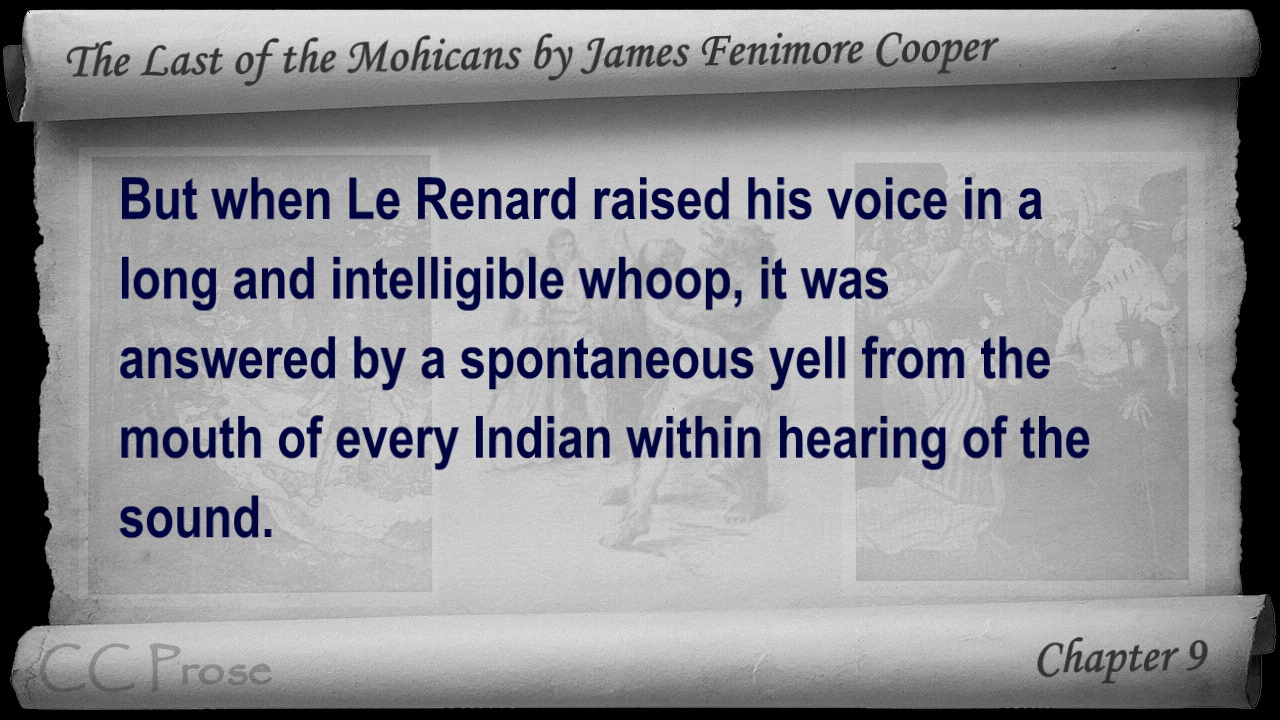 The Last of the Mohicans by James Fenimore Cooper
But when Le Renard raised his voice in a
long and intelligible whoop, it was
answered by a spontaneous yell from the
mouth of every Indian within hearing of the
sound.
CC Prose
Chapter 9